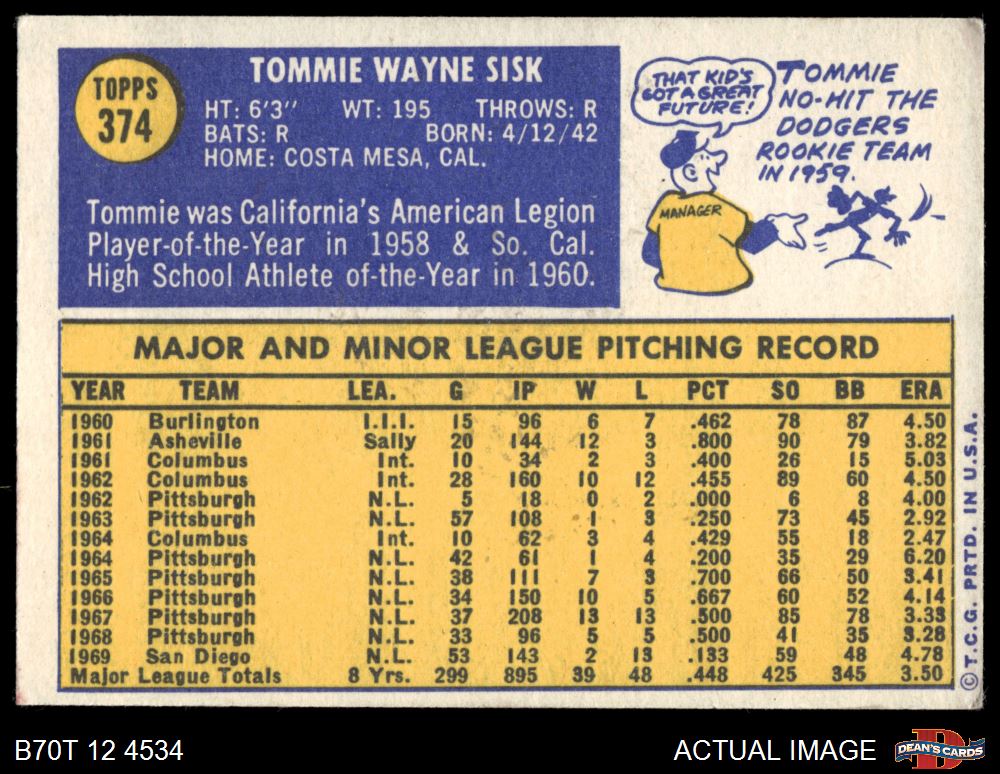 TOPPS
374
TOMMIE WAYNE SISK
HT: 6'3" WT: 195 THROWS: R
BATS: R BORN: 4/12/42
HOME: COSTA MESA, CAL.
Tommie was California's American Legion
Player-of-the-Year in 1958 & So. Cal.
High School Athlete of-the-Year in 1960.
THAT KID'S
GOT A GREAT
FUTURE!
TOMMIE
NO-HIT THE
DODGERS
ROOKIE TEAM
IN 1959.
MANAGER
MAJOR AND MINOR LEAGUE PITCHING RECORD
YEAR TEAM LEA. G IP W L PCT SO BB ERA
1960 Burlington I.I.I. 15 96 6 7 .462 78 87 4.50
1961 Asheville Sally 20 144 12 3 .800 90 79 3.82
1961 Columbus Int. 10 34 2 3 .400 26 15 5.03
1962 Columbus Int. 28 160 10 12 .455 89 60 4.50
1962 Pittsburgh N.L. 5 18 0 2 .000 6 8 4.00
1963 Pittsburgh N.L. 57 108 1 3 .250 73 45 2.92
1964 Columbus Int. 10 62 3 4 .429 55 18 2.47
1964 Pittsburgh N.L. 42 61 1 4 .200 35 29 6.20
1965 Pittsburgh N.L. 38 111 7 3 .700 66 50 3.41
1966 Pittsburgh N.L. 34 150 10 5 .667 60 52 4.14
1967 Pittsburgh N.L. 37 208 13 13 .500 85 78 3.33
1968 Pittsburgh N.L. 33 96 5 5 .500 41 35 3.28
1969 San Diego N.L. 53 143 2 13 .133 59 48 4.78
Major League Totals 8 Yrs. 299 895 39 48 .448 425 345 3.50
©T.C.G. PRTD. IN U.S.A.
B70T 12 4534
ACTUAL IMAGE
DEAN'S CARDS